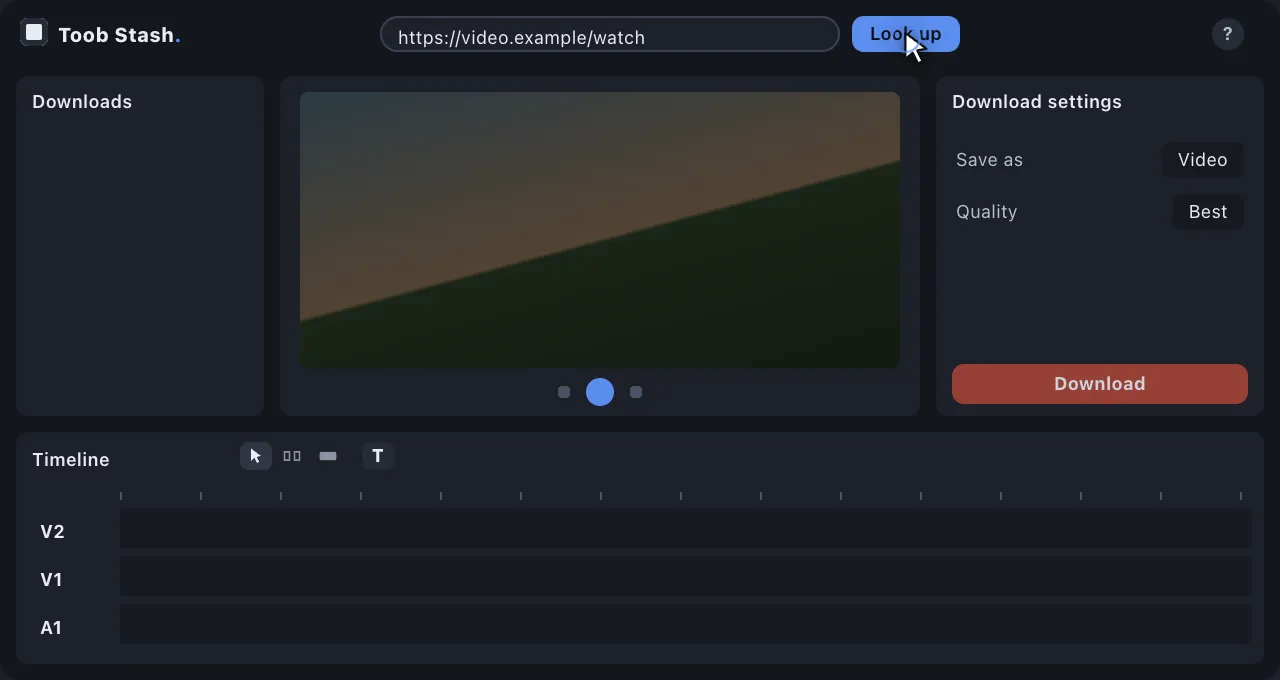 Toob Stash.
https://video.example/watch
Look up
?
Downloads
Download settings
Save as
Video
Quality
Best
Download
Timeline
T
V2
V1
A1